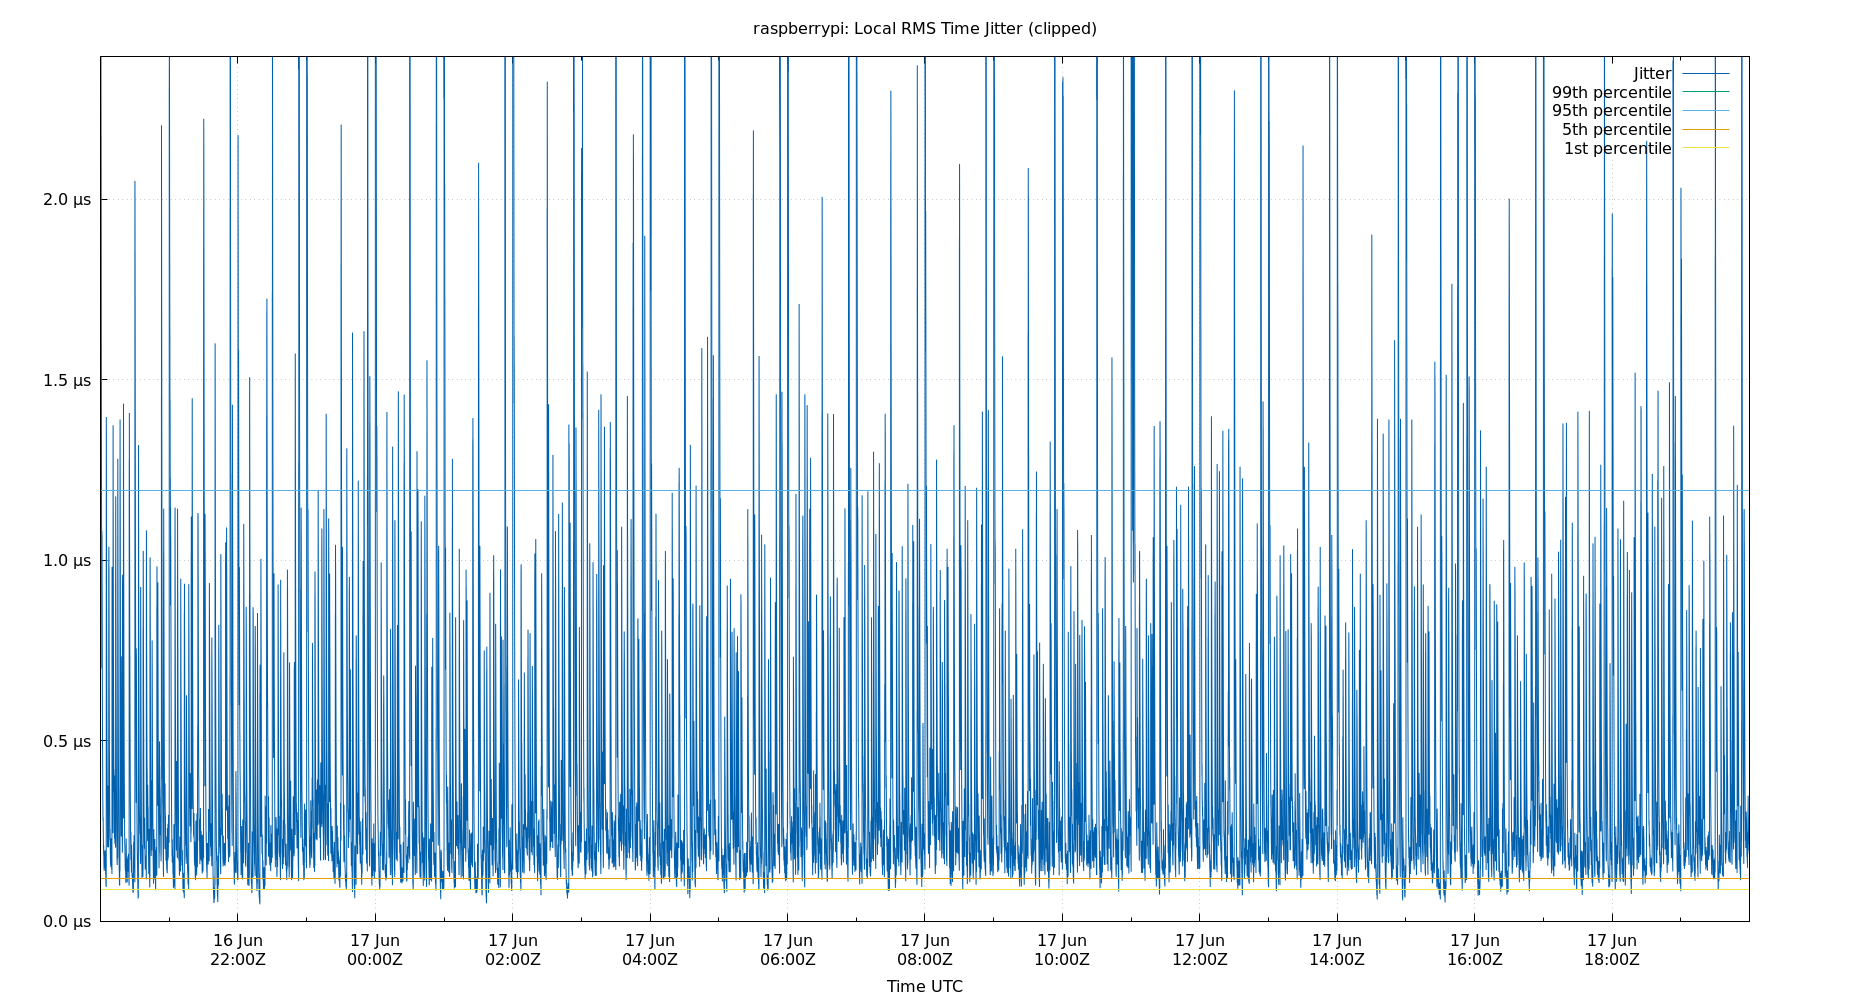 raspberrypi: Local RMS Time Jitter (clipped)
Jitter
99th percentile
95th percentile
5th percentile
1st percentile
2.0 µs
1.5 µs
1.0 µs
0.5 µs
0.0 µs
16 Jun 17 Jun 17 Jun 17 Jun 17 Jun 17 Jun 17 Jun 17 Jun 17 Jun 17 Jun 17 Jun
22:00Z 00:00Z 02:00Z 04:00Z 06:00Z 08:00Z 10:00Z 12:00Z 14:00Z 16:00Z 18:00Z
Time UTC